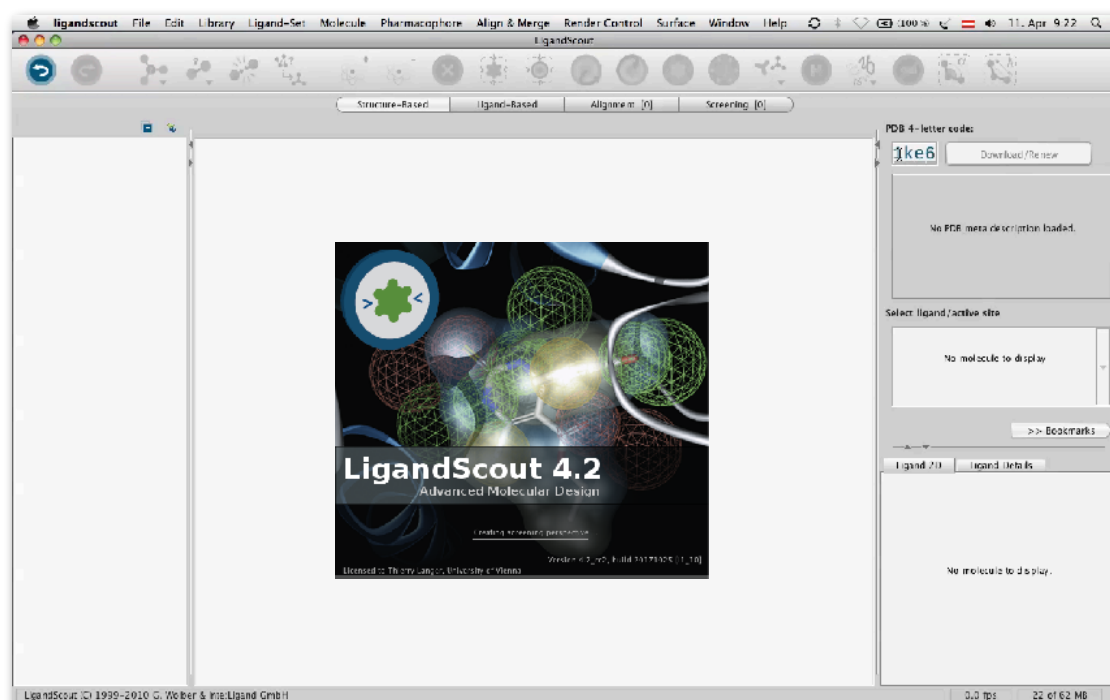 ligandscout File Edit Library Ligand-Set Molecule Pharmacophore Align & Merge Render Control Surface Window Help (100%) 11. Apr 9:22
LigandScout
Structure-Based Ligand-Based Alignment [0] Screening [0]
PDB 4-letter code:
1ke6 Download/Renew
No PDB meta description loaded.
Select ligand/active site
No molecule to display
>> Bookmarks
Ligand 2D Ligand Details
LigandScout 4.2
Advanced Molecular Design
Creating screening perspective
Licensed to Thierry Langer, University of Vienna
No molecule to display.
LigandScout (C) 1999-2010 G. Wolber & Inte:Ligand GmbH 0.0 fps 22 of 62 MB